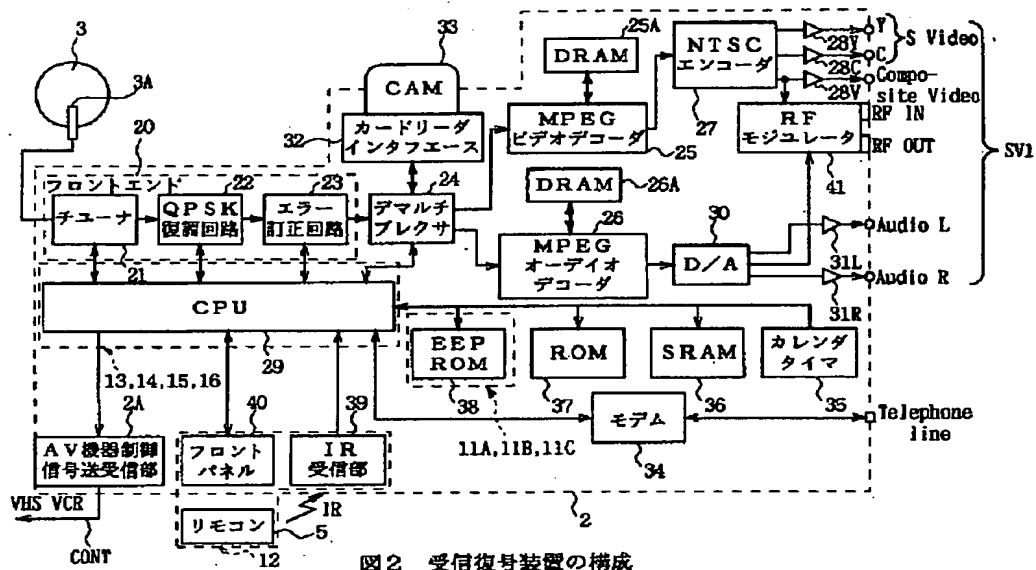 3
3A
33
CAM
32
カードリーダ
インタフエース
25A
DRAM
MPEG
ビデオデコーダ
25
NTSC
エンコーダ
27
28Y
28C
28V
Y
C
S Video
Compo-
site Video
RF IN
RF OUT
RF
モジュレータ
41
SV1
20
フロントエンド
チューナ
21
22
QPSK
復調回路
23
エラー
訂正回路
24
デマルチ
プレクサ
DRAM
26A
26
MPEG
オーデイオ
デコーダ
30
D/A
31L
31R
Audio L
Audio R
CPU
29
13,14,15,16
EEP
ROM
38
11A,11B,11C
ROM
37
SRAM
36
カレンダ
タイマ
35
モデム
34
Telephone
line
2A
AV機器制御
信号送受信部
40
フロント
パネル
39
IR
受信部
VHS VCR
CONT
リモコン
12
IR
5
2
図2 受信復号装置の構成